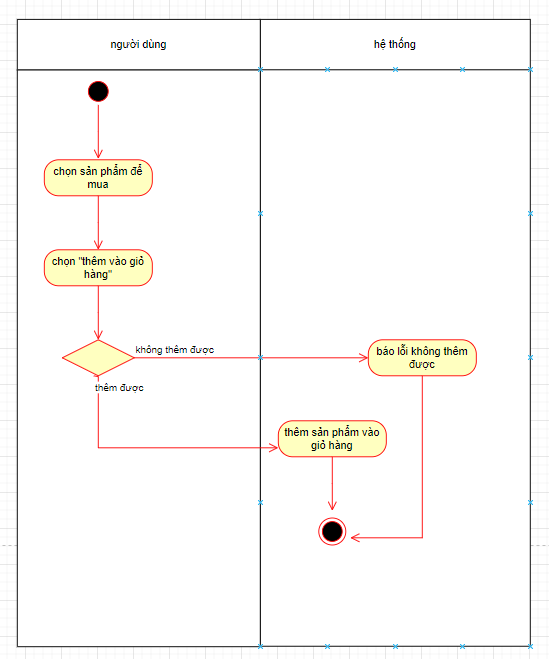 người dùng
hệ thống
chọn sản phẩm để
mua
chọn "thêm vào giỏ
hàng"
không thêm được
báo lỗi không thêm
được
thêm được
thêm sản phẩm vào
giỏ hàng